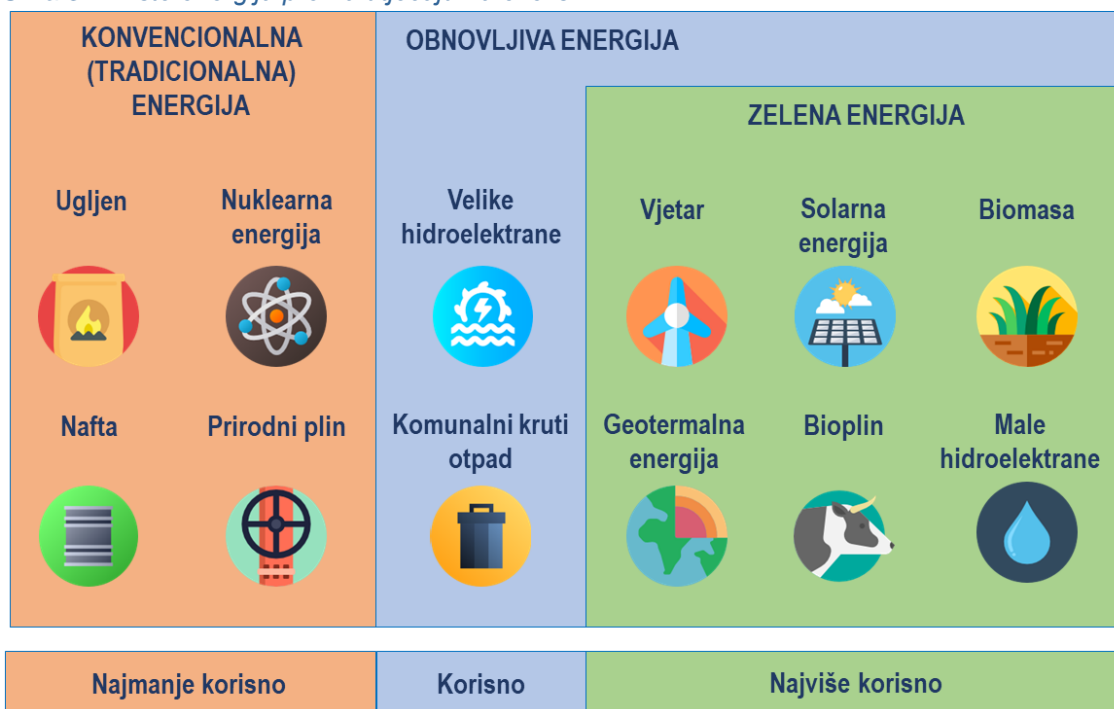 KONVENCIONALNA
(TRADICIONALNA)
ENERGIJA
OBNOVLJIVA ENERGIJA
ZELENA ENERGIJA
Ugljen
Nuklearna
energija
Velike
hidroelektrane
Vjetar
Solarna
energija
Biomasa
Nafta
Prirodni plin
Komunalni kruti
otpad
Geotermalna
energija
Bioplin
Male
hidroelektrane
Najmanje korisno
Korisno
Najviše korisno